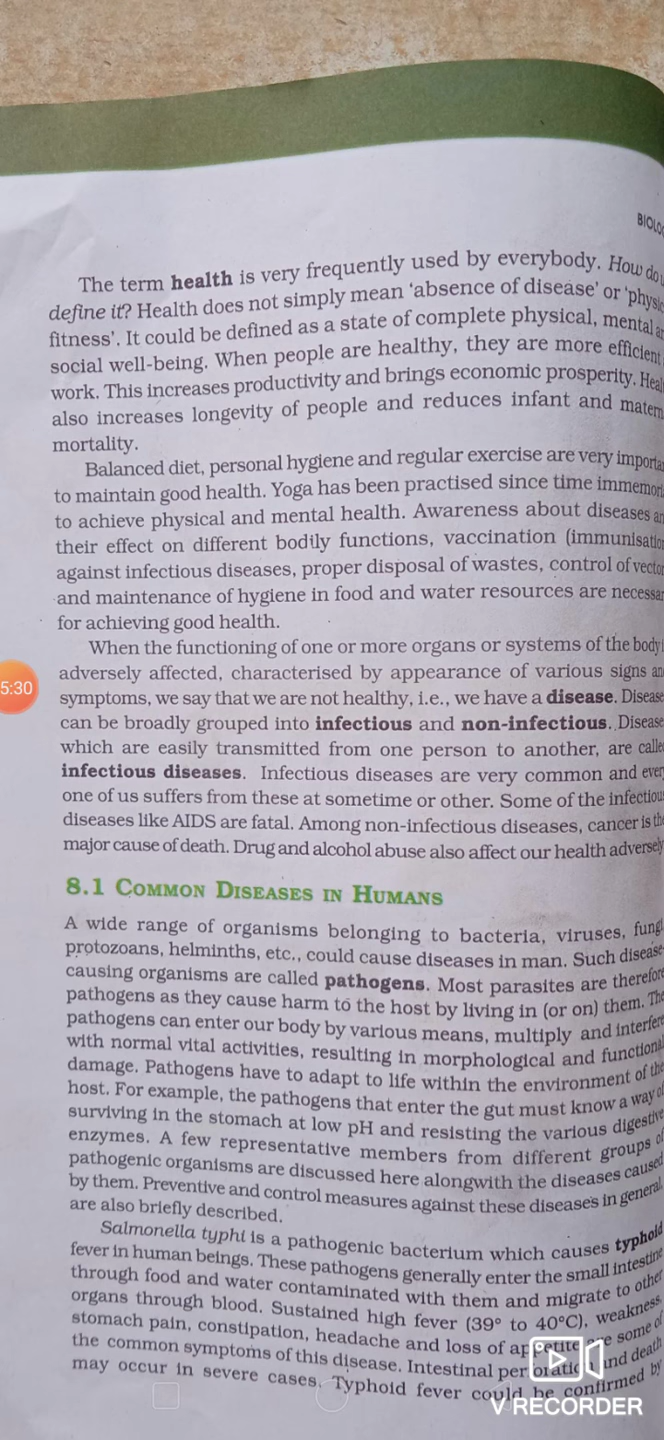 BIOLO
The term health is very frequently used by everybody. How do
define it? Health does not simply mean 'absence of disease' or 'physic
fitness'. It could be defined as a state of complete physical, mental an
social well-being. When people are healthy, they are more efficient
work. This increases productivity and brings economic prosperity. Heal
also increases longevity of people and reduces infant and matern
mortality.
Balanced diet, personal hygiene and regular exercise are very importa
to maintain good health. Yoga has been practised since time immemori
to achieve physical and mental health. Awareness about diseases an
their effect on different bodily functions, vaccination (immunisation
against infectious diseases, proper disposal of wastes, control of vector
and maintenance of hygiene in food and water resources are necessar
for achieving good health.
When the functioning of one or more organs or systems of the body i
5:30
adversely affected, characterised by appearance of various signs an
symptoms, we say that we are not healthy, i.e., we have a disease. Disease
can be broadly grouped into infectious and non-infectious. Disease
which are easily transmitted from one person to another, are calle
infectious diseases. Infectious diseases are very common and ever
one of us suffers from these at sometime or other. Some of the infectiou
diseases like AIDS are fatal. Among non-infectious diseases, cancer is the
major cause of death. Drug and alcohol abuse also affect our health adversely
8.1 COMMON DISEASES IN HUMANS
A wide range of organisms belonging to bacteria, viruses, fungi
protozoans, helminths, etc., could cause diseases in man. Such disease-
causing organisms are called pathogens. Most parasites are therefore
pathogens as they cause harm to the host by living in (or on) them. The
pathogens can enter our body by various means, multiply and interfere
with normal vital activities, resulting in morphological and functional
damage. Pathogens have to adapt to life within the environment of the
host. For example, the pathogens that enter the gut must know a way of
surviving in the stomach at low pH and resisting the various digestive
enzymes. A few representative members from different groups of
pathogenic organisms are discussed here alongwith the diseases caused
by them. Preventive and control measures against these diseases in general,
are also briefly described.
Salmonella typhi is a pathogenic bacterium which causes typhoid
fever in human beings. These pathogens generally enter the small intestine
through food and water contaminated with them and migrate to other
organs through blood. Sustained high fever (39° to 40°C), weakness,
stomach pain, constipation, headache and loss of appetite are some of
the common symptoms of this disease. Intestinal perforation and death
may occur in severe cases. Typhoid fever could be confirmed by
V RECORDER